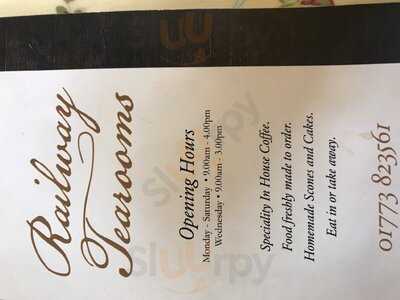 Railway
Tearooms
Opening Hours
Monday - Saturday • 9.00am - 4.00pm
Wednesday • 9.00am - 3.00pm
Speciality In House Coffee.
Food freshly made to order.
Homemade Scones and Cakes.
Eat in or take away.
01773 823561
Sluurpy